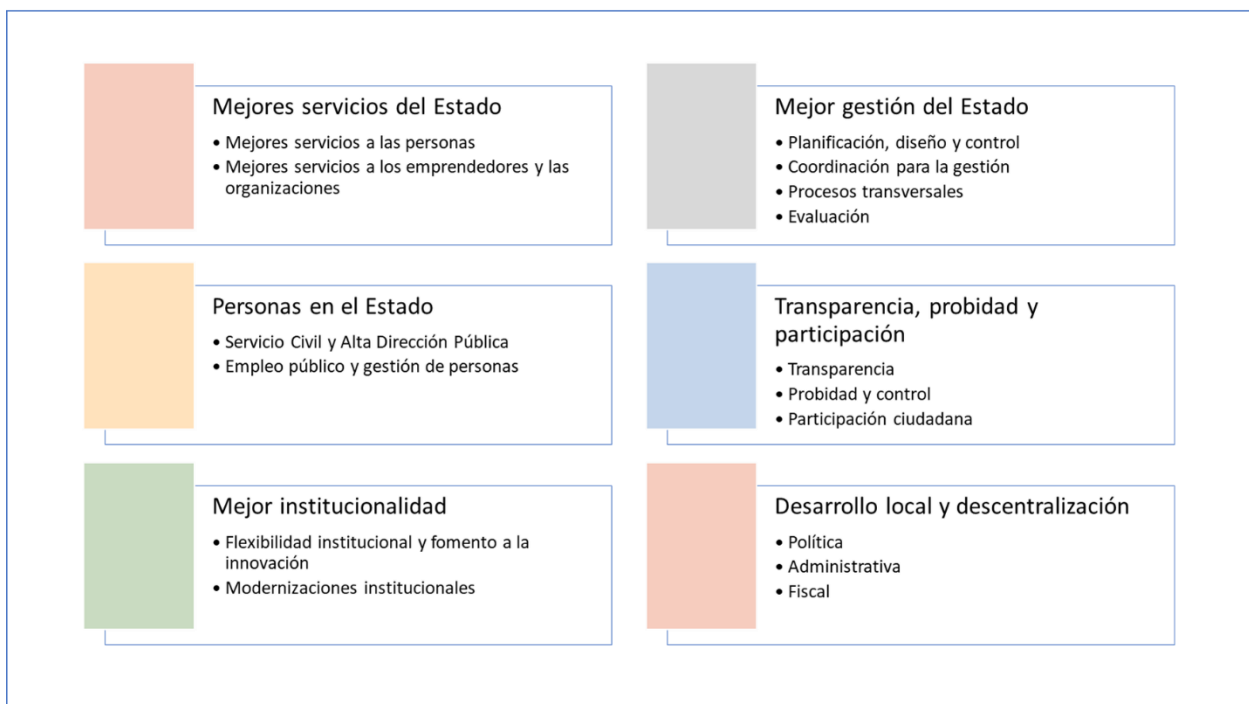 Mejores servicios del Estado
• Mejores servicios a las personas
• Mejores servicios a los emprendedores y las
organizaciones
Mejor gestión del Estado
• Planificación, diseño y control
• Coordinación para la gestión
• Procesos transversales
• Evaluación
Personas en el Estado
• Servicio Civil y Alta Dirección Pública
• Empleo público y gestión de personas
Transparencia, probidad y
participación
• Transparencia
• Probidad y control
• Participación ciudadana
Mejor institucionalidad
• Flexibilidad institucional y fomento a la
innovación
• Modernizaciones institucionales
Desarrollo local y descentralización
• Política
• Administrativa
• Fiscal